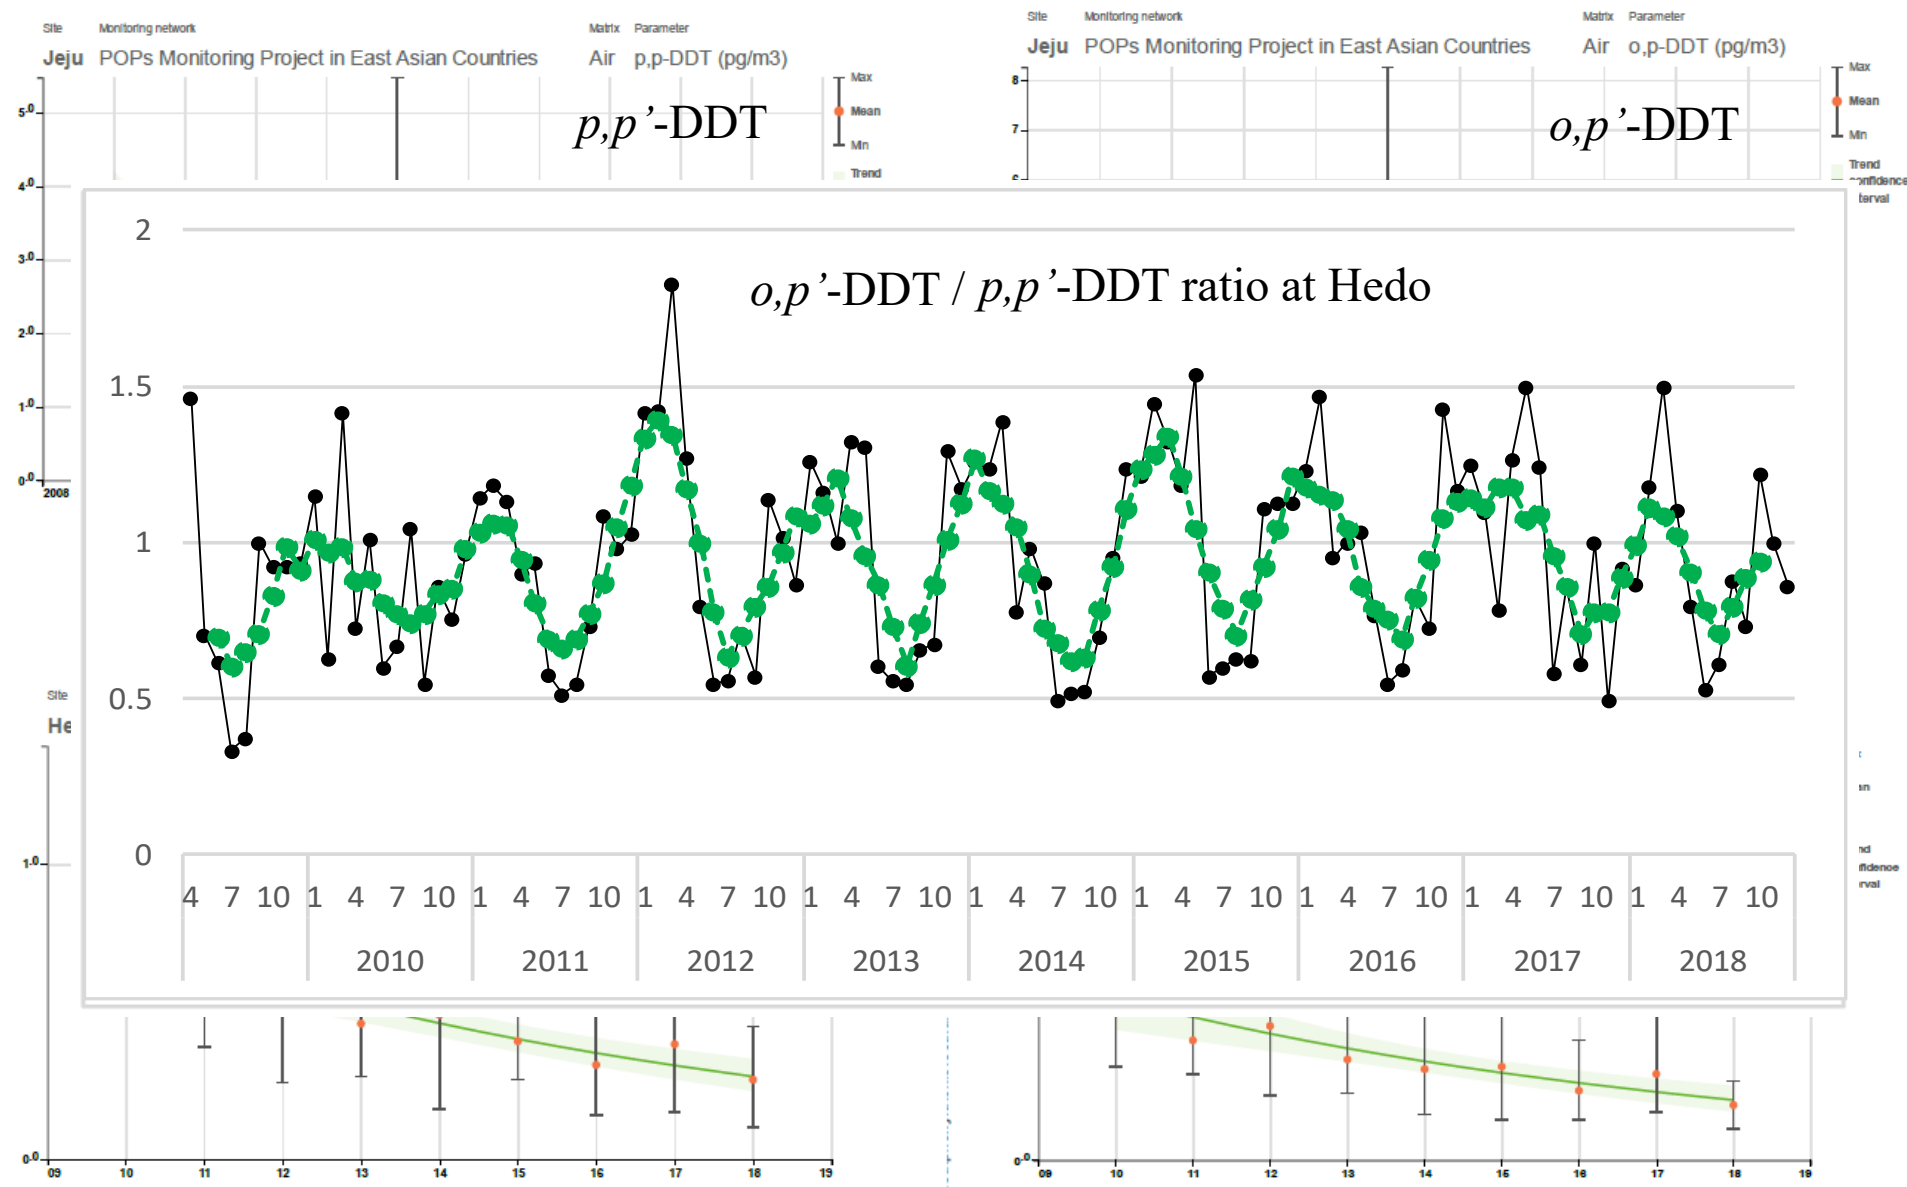 Site Monitoring network Matrix Parameter
Jeju POPs Monitoring Project in East Asian Countries Air p,p-DDT (pg/m3)
Max
Mean
Min
Trend
p,p’-DDT
5.0
4.0
3.0
2.0
1.0
0.0
2008
Site Monitoring network Matrix Parameter
Jeju POPs Monitoring Project in East Asian Countries Air o,p-DDT (pg/m3)
Max
Mean
Min
Trend
o,p’-DDT
8
7
o,p’-DDT / p,p’-DDT ratio at Hedo
2
1.5
1
0.5
0
4 7 10 1 4 7 10 1 4 7 10 1 4 7 10 1 4 7 10 1 4 7 10 1 4 7 10 1 4 7 10 1 4 7 10 1 4 7 10
2010 2011 2012 2013 2014 2015 2016 2017 2018
Site
He
1.0
0.0
09 10 11 12 13 14 15 16 17 18 19
0.0
09 10 11 12 13 14 15 16 17 18 19